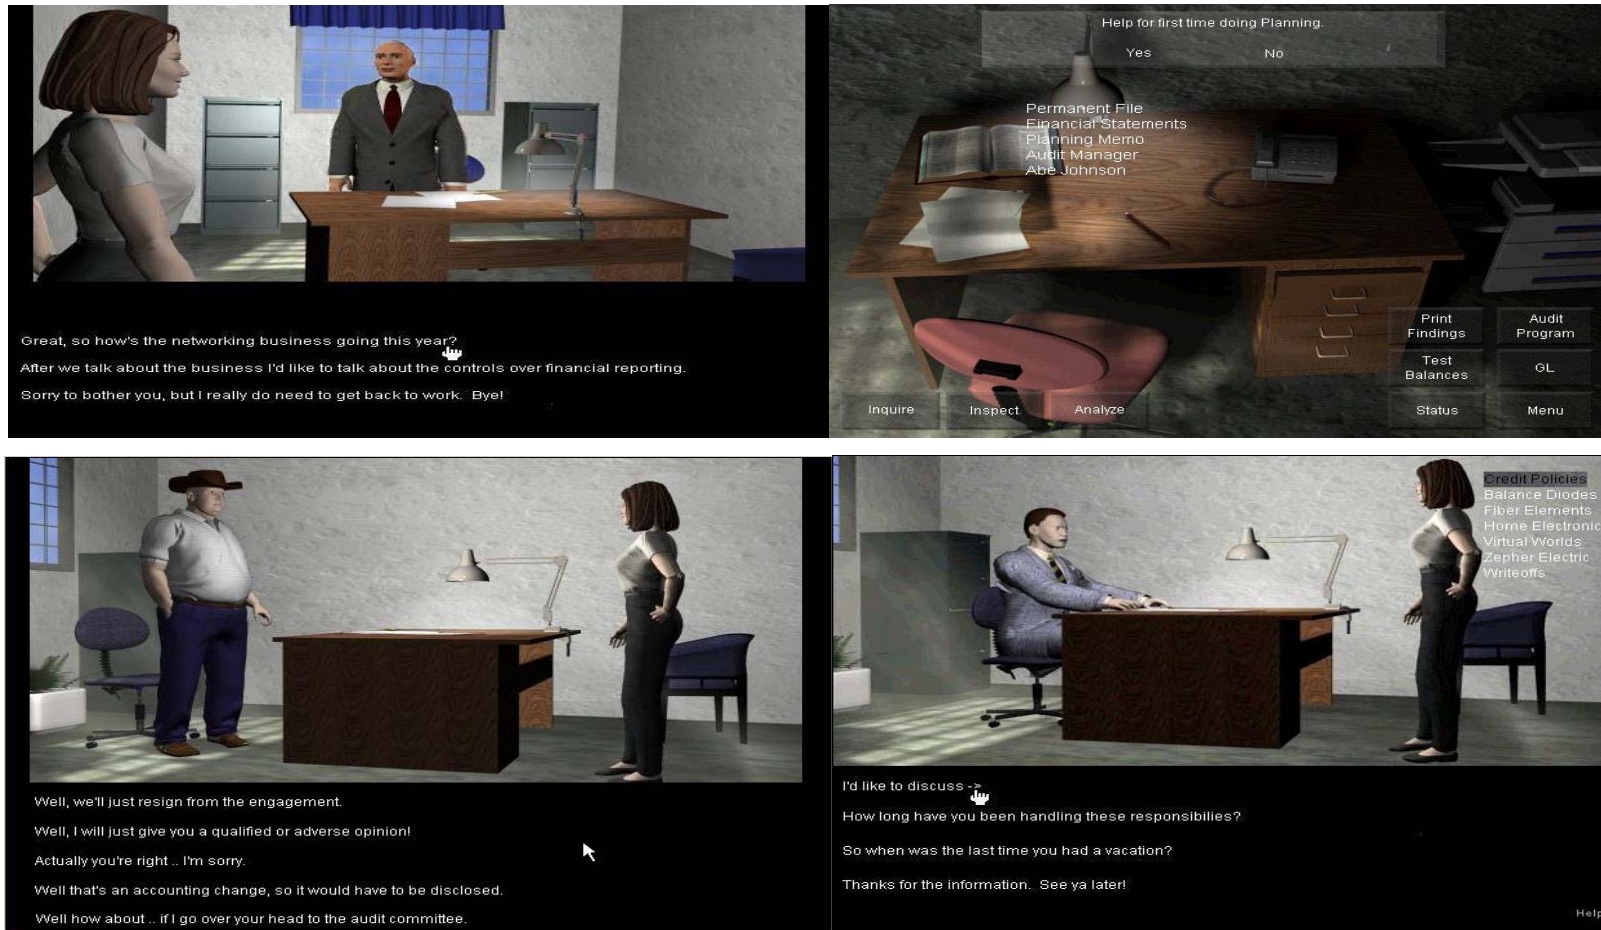 Great, so how's the networking business going this year?
After we talk about the business I'd like to talk about the controls over financial reporting.
Sorry to bother you, but I really do need to get back to work.  Bye!
Help for first time doing Planning.
Yes
No
Permanent File
Financial Statements
Planning Memo
Audit Manager
Abe Johnson
Print
Findings
Audit
Program
Test
Balances
GL
Inquire
Inspect
Analyze
Status
Menu
Well, we'll just resign from the engagement.
Well, I will just give you a qualified or adverse opinion!
Actually you're right .. I'm sorry.
Well that's an accounting change, so it would have to be disclosed.
Well how about .. if I go over your head to the audit committee.
Credit Policies
Balance Diodes
Fiber Elements
Home Electronic
Virtual Worlds
Zepher Electric
Writeoffs
I'd like to discuss ->
How long have you been handling these responsibilies?
So when was the last time you had a vacation?
Thanks for the information.  See ya later!
Help